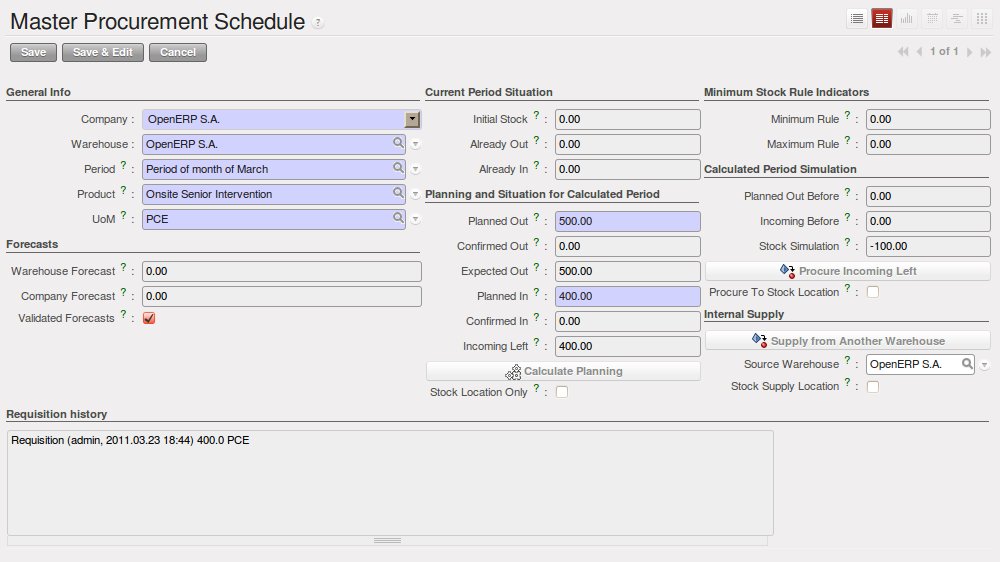 Master Procurement Schedule ?
Save Save & Edit Cancel
1 of 1
General Info
Company :
OpenERP S.A.
Warehouse :
OpenERP S.A.
Period ? :
Period of month of March
Product ? :
Onsite Senior Intervention
UoM ? :
PCE
Forecasts
Warehouse Forecast ? :
0.00
Company Forecast ? :
0.00
Validated Forecasts ? :
Current Period Situation
Initial Stock ? :
0.00
Already Out ? :
0.00
Already In ? :
0.00
Planning and Situation for Calculated Period
Planned Out ? :
500.00
Confirmed Out ? :
0.00
Expected Out ? :
500.00
Planned In ? :
400.00
Confirmed In ? :
0.00
Incoming Left ? :
400.00
Calculate Planning
Stock Location Only ? :
Minimum Stock Rule Indicators
Minimum Rule ? :
0.00
Maximum Rule ? :
0.00
Calculated Period Simulation
Planned Out Before ? :
0.00
Incoming Before ? :
0.00
Stock Simulation ? :
-100.00
Procure Incoming Left
Procure To Stock Location ? :
Internal Supply
Supply from Another Warehouse
Source Warehouse ? :
OpenERP S.A.
Stock Supply Location ? :
Requisition history
Requisition (admin, 2011.03.23 18:44) 400.0 PCE